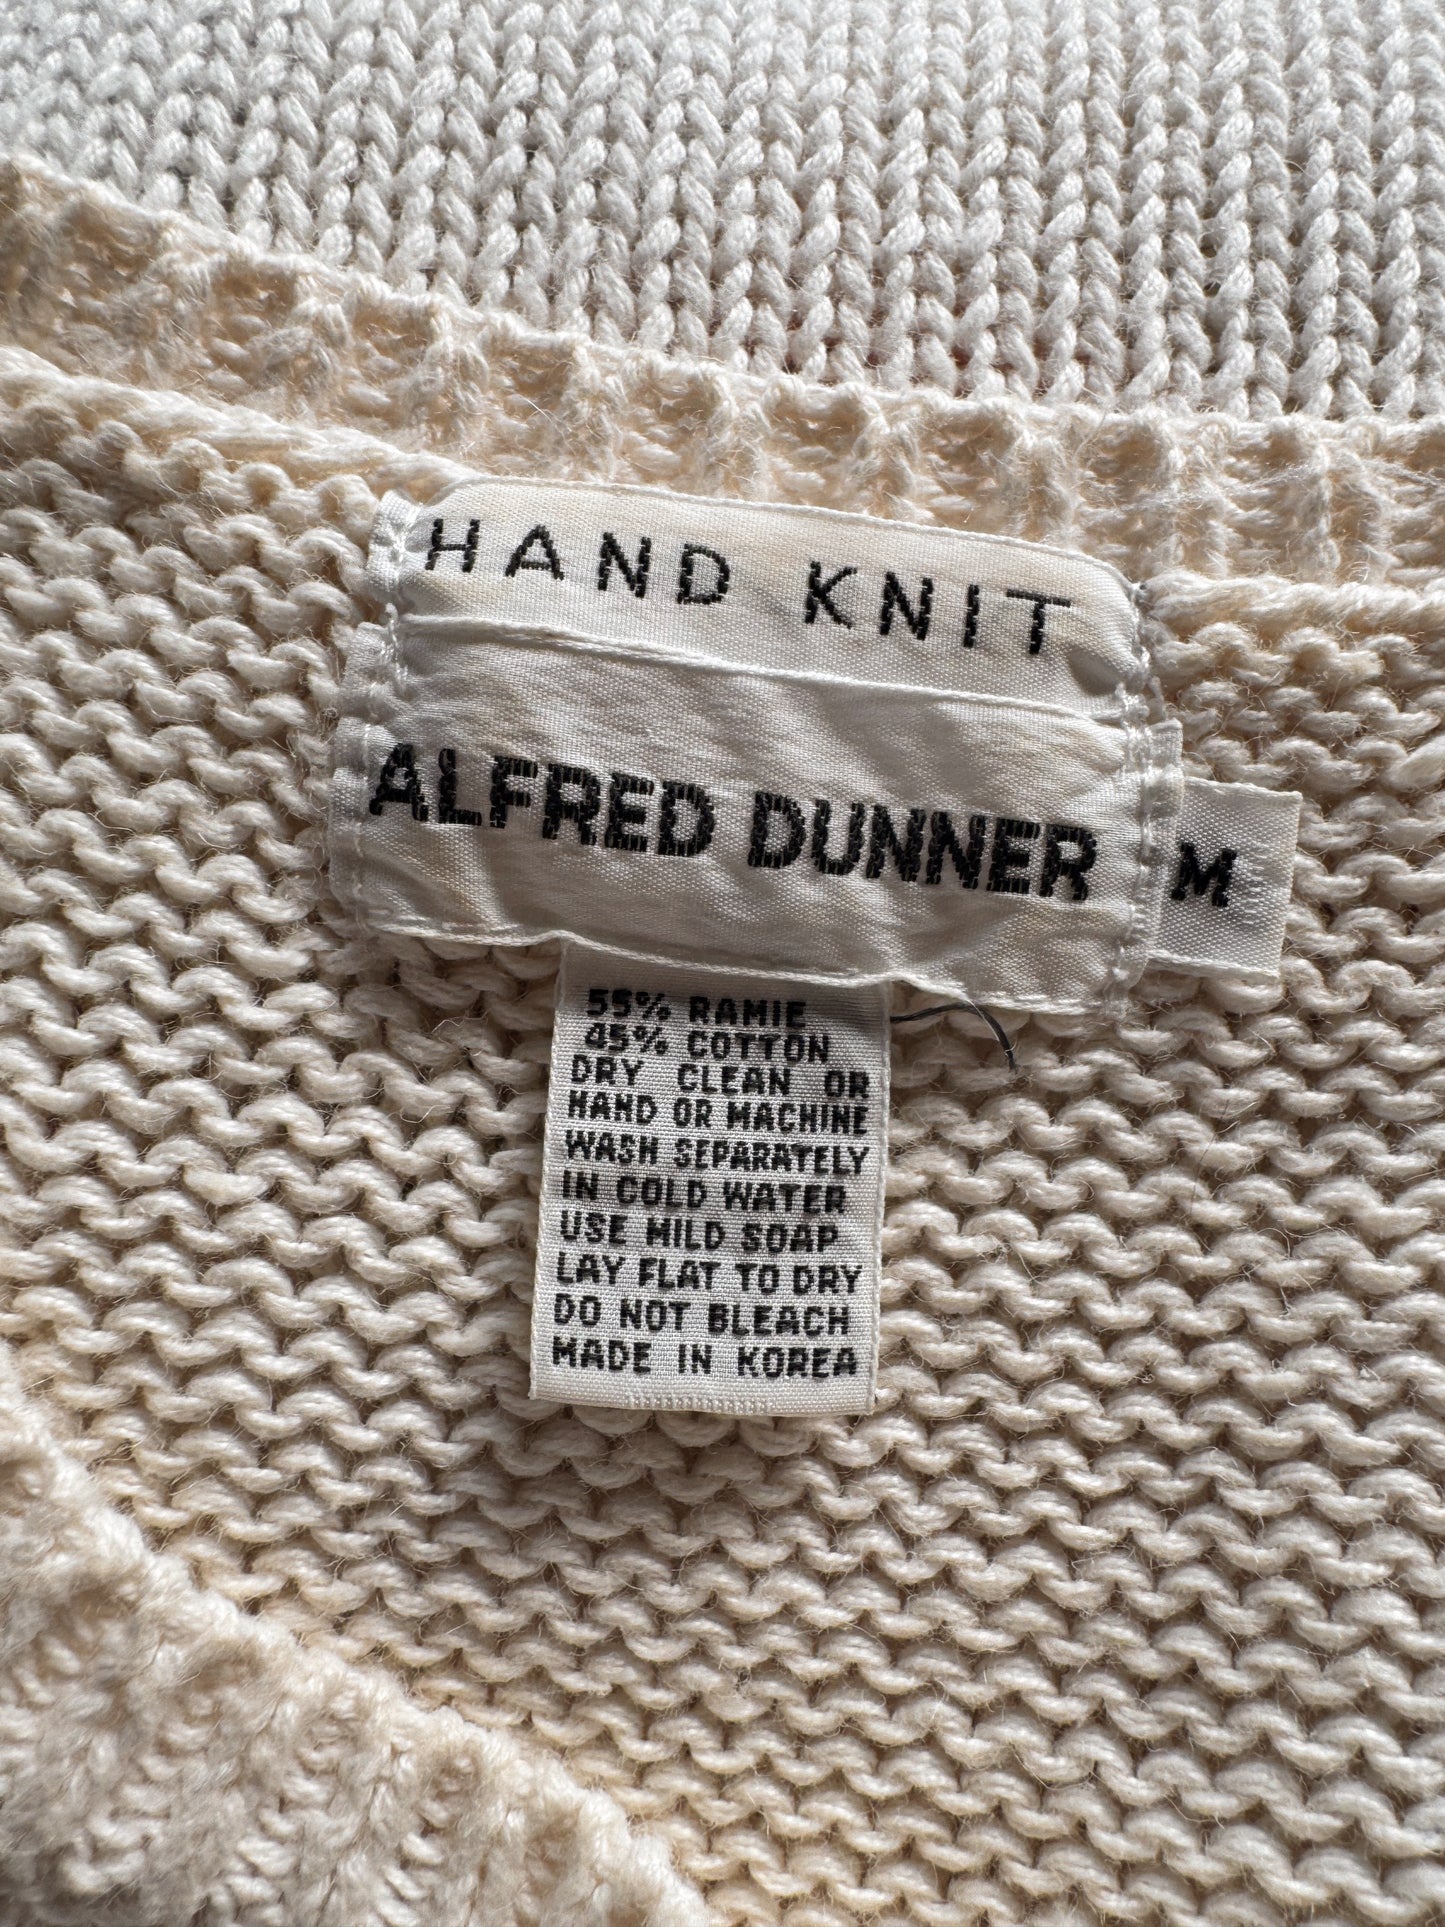 HAND KNIT
ALFRED DUNNER
M
55% RAMIE
45% COTTON
DRY CLEAN OR
HAND OR MACHINE
WASH SEPARATELY
IN COLD WATER
USE MILD SOAP
LAY FLAT TO DRY
DO NOT BLEACH
MADE IN KOREA